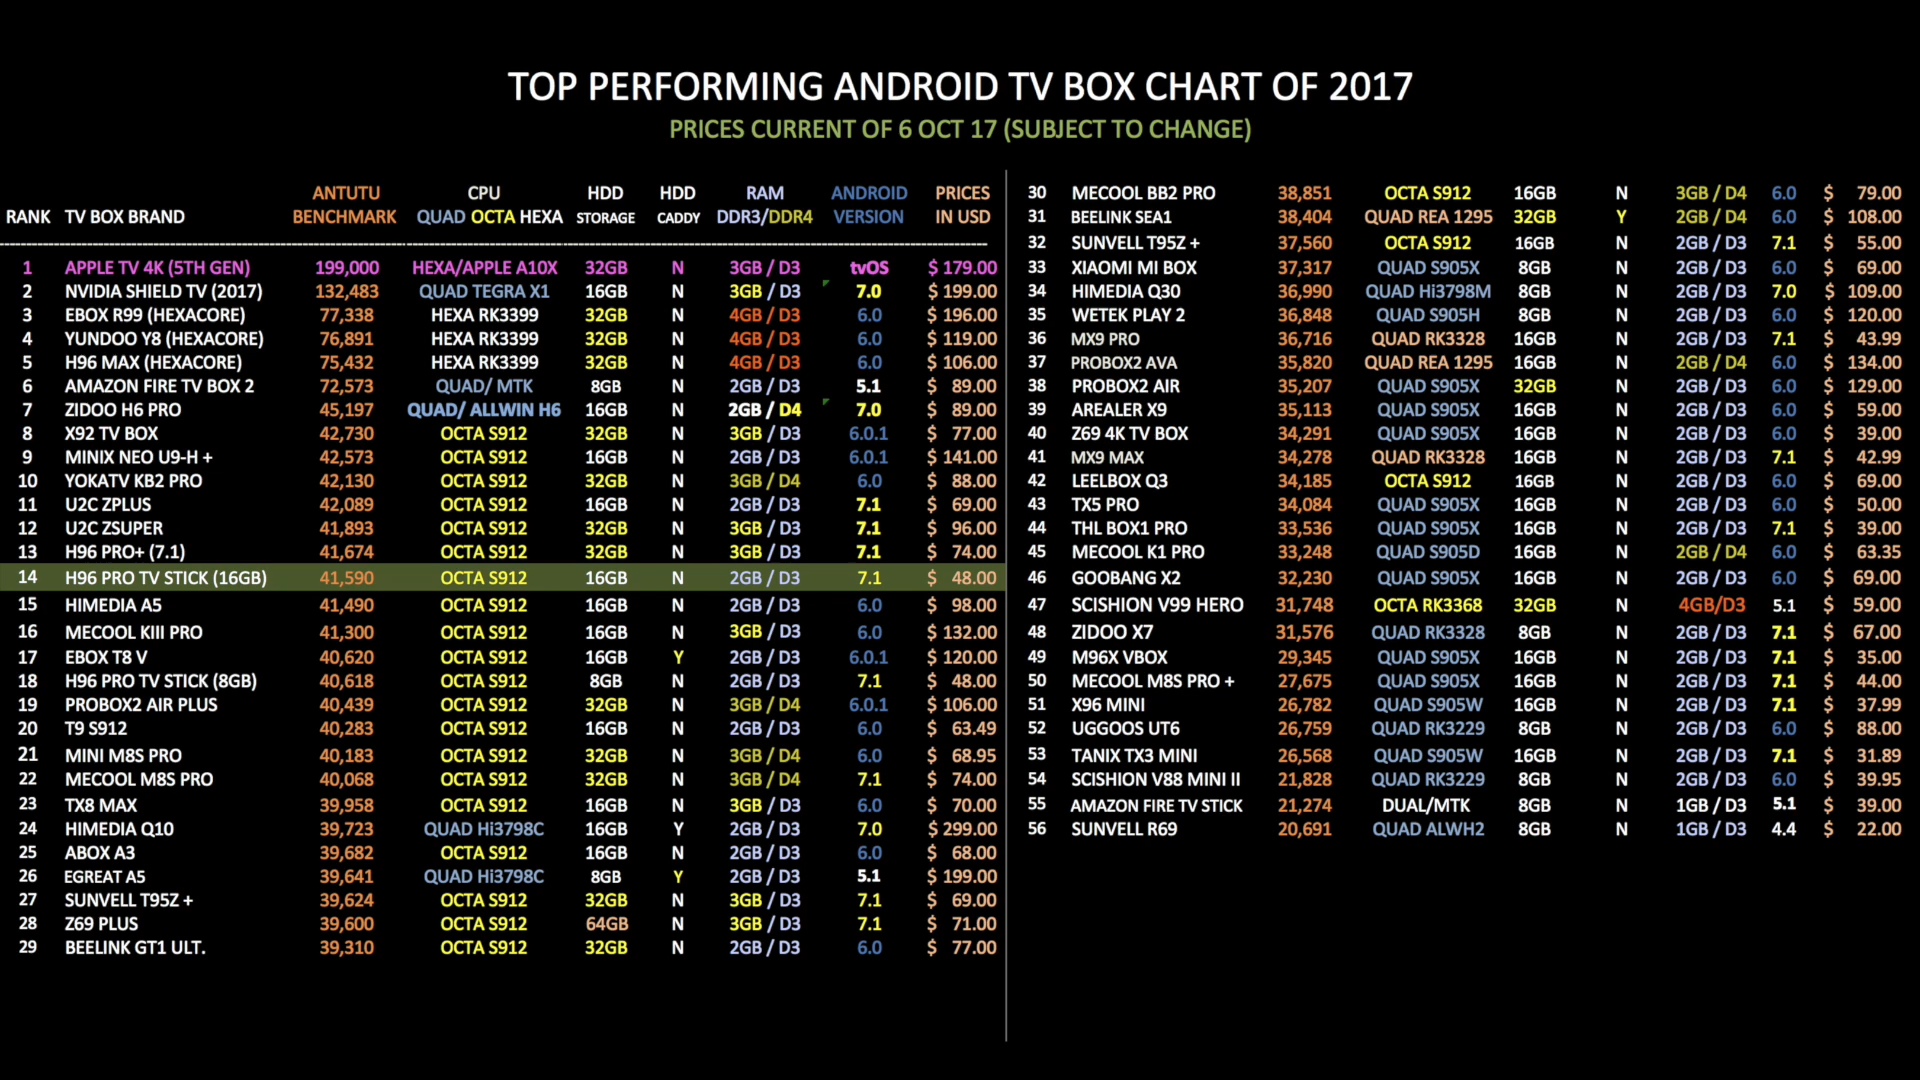 TOP PERFORMING ANDROID TV BOX CHART OF 2017
PRICES CURRENT OF 6 OCT 17 (SUBJECT TO CHANGE)
ANTUTU CPU HDD HDD RAM ANDROID PRICES
RANK TV BOX BRAND BENCHMARK QUAD OCTA HEXA STORAGE CADDY DDR3/DDR4 VERSION IN USD
1 APPLE TV 4K (5TH GEN) 199,000 HEXA/APPLE A10X 32GB N 3GB / D3 tvOS $ 179.00
2 NVIDIA SHIELD TV (2017) 132,483 QUAD TEGRA X1 16GB N 3GB / D3 7.0 $ 199.00
3 EBOX R99 (HEXACORE) 77,338 HEXA RK3399 32GB N 4GB / D3 6.0 $ 196.00
4 YUNDOO Y8 (HEXACORE) 76,891 HEXA RK3399 32GB N 4GB / D3 6.0 $ 119.00
5 H96 MAX (HEXACORE) 75,432 HEXA RK3399 32GB N 4GB / D3 6.0 $ 106.00
6 AMAZON FIRE TV BOX 2 72,573 QUAD/ MTK 8GB N 2GB / D3 5.1 $ 89.00
7 ZIDOO H6 PRO 45,197 QUAD/ ALLWIN H6 16GB N 2GB / D4 7.0 $ 89.00
8 X92 TV BOX 42,730 OCTA S912 32GB N 3GB / D3 6.0.1 $ 77.00
9 MINIX NEO U9-H + 42,573 OCTA S912 16GB N 2GB / D3 6.0.1 $ 141.00
10 YOKATV KB2 PRO 42,130 OCTA S912 32GB N 3GB / D4 6.0 $ 88.00
11 U2C ZPLUS 42,089 OCTA S912 16GB N 2GB / D3 7.1 $ 69.00
12 U2C ZSUPER 41,893 OCTA S912 32GB N 3GB / D3 7.1 $ 96.00
13 H96 PRO+ (7.1) 41,674 OCTA S912 32GB N 3GB / D3 7.1 $ 74.00
14 H96 PRO TV STICK (16GB) 41,590 OCTA S912 16GB N 2GB / D3 7.1 $ 48.00
15 HIMEDIA A5 41,490 OCTA S912 16GB N 2GB / D3 6.0 $ 98.00
16 MECOOL KIII PRO 41,300 OCTA S912 16GB N 3GB / D3 6.0 $ 132.00
17 EBOX T8 V 40,620 OCTA S912 16GB Y 2GB / D3 6.0.1 $ 120.00
18 H96 PRO TV STICK (8GB) 40,618 OCTA S912 8GB N 2GB / D3 7.1 $ 48.00
19 PROBOX2 AIR PLUS 40,439 OCTA S912 32GB N 3GB / D4 6.0.1 $ 106.00
20 T9 S912 40,283 OCTA S912 16GB N 2GB / D3 6.0 $ 63.49
21 MINI M8S PRO 40,183 OCTA S912 32GB N 3GB / D4 6.0 $ 68.95
22 MECOOL M8S PRO 40,068 OCTA S912 32GB N 3GB / D4 7.1 $ 74.00
23 TX8 MAX 39,958 OCTA S912 16GB N 3GB / D3 6.0 $ 70.00
24 HIMEDIA Q10 39,723 QUAD Hi3798C 16GB Y 2GB / D3 7.0 $ 299.00
25 ABOX A3 39,682 OCTA S912 16GB N 2GB / D3 6.0 $ 68.00
26 EGREAT A5 39,641 QUAD Hi3798C 8GB Y 2GB / D3 5.1 $ 199.00
27 SUNVELL T95Z + 39,624 OCTA S912 32GB N 3GB / D3 7.1 $ 69.00
28 Z69 PLUS 39,600 OCTA S912 64GB N 3GB / D3 7.1 $ 71.00
29 BEELINK GT1 ULT. 39,310 OCTA S912 32GB N 2GB / D3 6.0 $ 77.00
30 MECOOL BB2 PRO 38,851 OCTA S912 16GB N 3GB / D4 6.0 $ 79.00
31 BEELINK SEA1 38,404 QUAD REA 1295 32GB Y 2GB / D4 6.0 $ 108.00
32 SUNVELL T95Z + 37,560 OCTA S912 16GB N 2GB / D3 7.1 $ 55.00
33 XIAOMI MI BOX 37,317 QUAD S905X 8GB N 2GB / D3 6.0 $ 69.00
34 HIMEDIA Q30 36,990 QUAD Hi3798M 8GB N 2GB / D3 7.0 $ 109.00
35 WETEK PLAY 2 36,848 QUAD S905H 8GB N 2GB / D3 6.0 $ 120.00
36 MX9 PRO 36,716 QUAD RK3328 16GB N 2GB / D3 7.1 $ 43.99
37 PROBOX2 AVA 35,820 QUAD REA 1295 16GB N 2GB / D4 6.0 $ 134.00
38 PROBOX2 AIR 35,207 QUAD S905X 32GB N 2GB / D3 6.0 $ 129.00
39 AREALER X9 35,113 QUAD S905X 16GB N 2GB / D3 6.0 $ 59.00
40 Z69 4K TV BOX 34,291 QUAD S905X 16GB N 2GB / D3 6.0 $ 39.00
41 MX9 MAX 34,278 QUAD RK3328 16GB N 2GB / D3 7.1 $ 42.99
42 LEELBOX Q3 34,185 OCTA S912 16GB N 2GB / D3 6.0 $ 69.00
43 TX5 PRO 34,084 QUAD S905X 16GB N 2GB / D3 6.0 $ 50.00
44 THL BOX1 PRO 33,536 QUAD S905X 16GB N 2GB / D3 7.1 $ 39.00
45 MECOOL K1 PRO 33,248 QUAD S905D 16GB N 2GB / D4 6.0 $ 63.35
46 GOOBANG X2 32,230 QUAD S905X 16GB N 2GB / D3 6.0 $ 69.00
47 SCISHION V99 HERO 31,748 OCTA RK3368 32GB N 4GB/D3 5.1 $ 59.00
48 ZIDOO X7 31,576 QUAD RK3328 8GB N 2GB / D3 7.1 $ 67.00
49 M96X VBOX 29,345 QUAD S905X 16GB N 2GB / D3 7.1 $ 35.00
50 MECOOL M8S PRO + 27,675 QUAD S905X 16GB N 2GB / D3 7.1 $ 44.00
51 X96 MINI 26,782 QUAD S905W 16GB N 2GB / D3 7.1 $ 37.99
52 UGGOOS UT6 26,759 QUAD RK3229 8GB N 2GB / D3 6.0 $ 88.00
53 TANIX TX3 MINI 26,568 QUAD S905W 16GB N 2GB / D3 7.1 $ 31.89
54 SCISHION V88 MINI II 21,828 QUAD RK3229 8GB N 2GB / D3 6.0 $ 39.95
55 AMAZON FIRE TV STICK 21,274 DUAL/MTK 8GB N 1GB / D3 5.1 $ 39.00
56 SUNVELL R69 20,691 QUAD ALWH2 8GB N 1GB / D3 4.4 $ 22.00